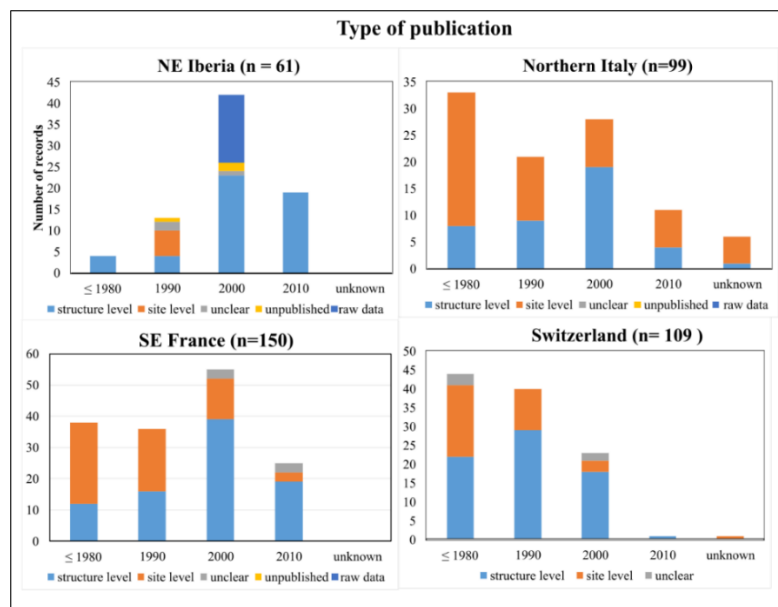 Type of publication
NE Iberia (n = 61)
Number of records
45
40
35
30
25
20
15
10
5
0
≤ 1980 1990 2000 2010 unknown
structure level site level unclear unpublished raw data
Northern Italy (n=99)
35
30
25
20
15
10
5
0
≤ 1980 1990 2000 2010 unknown
structure level site level unclear unpublished raw data
SE France (n=150)
60
50
40
30
20
10
0
≤ 1980 1990 2000 2010 unknown
structure level site level unclear unpublished raw data
Switzerland (n= 109 )
50
45
40
35
30
25
20
15
10
5
0
≤ 1980 1990 2000 2010 unknown
structure level site level unclear